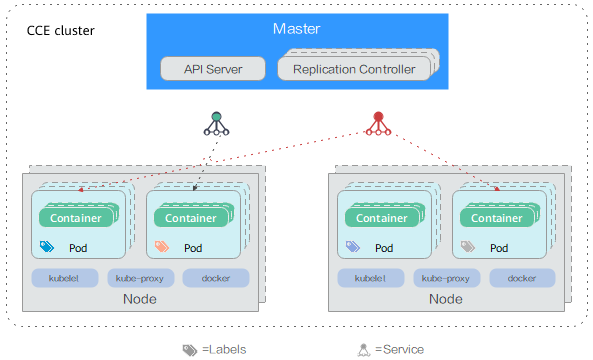 CCE cluster
Master
API Server
Replication Controller
Container
Container
Pod
Pod
kubelet
kube-proxy
docker
Node
Container
Container
Pod
Pod
kubelet
kube-proxy
docker
Node
=Labels
=Service